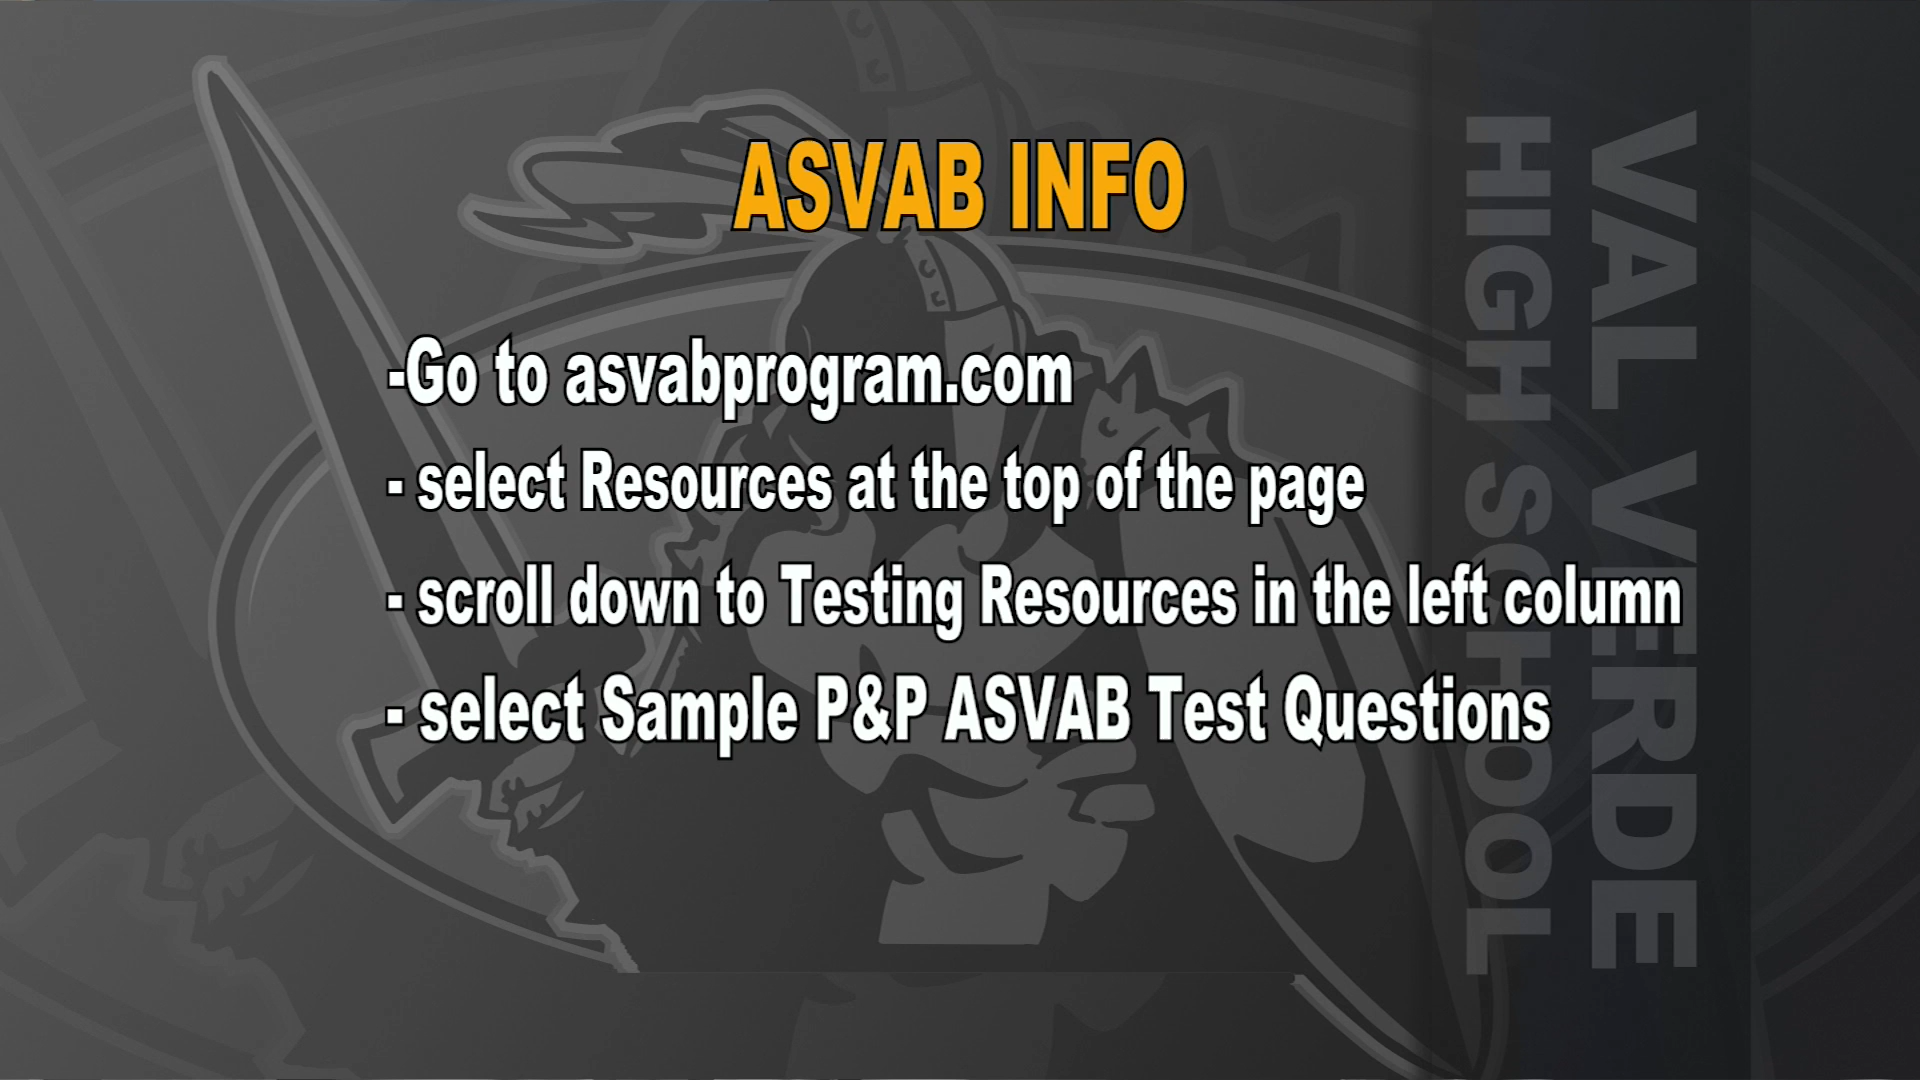 ASVAB INFO
-Go to asvabprogram.com
- select Resources at the top of the page
- scroll down to Testing Resources in the left column
- select Sample P&P ASVAB Test Questions
VAL VERDE
HIGH SCHOOL